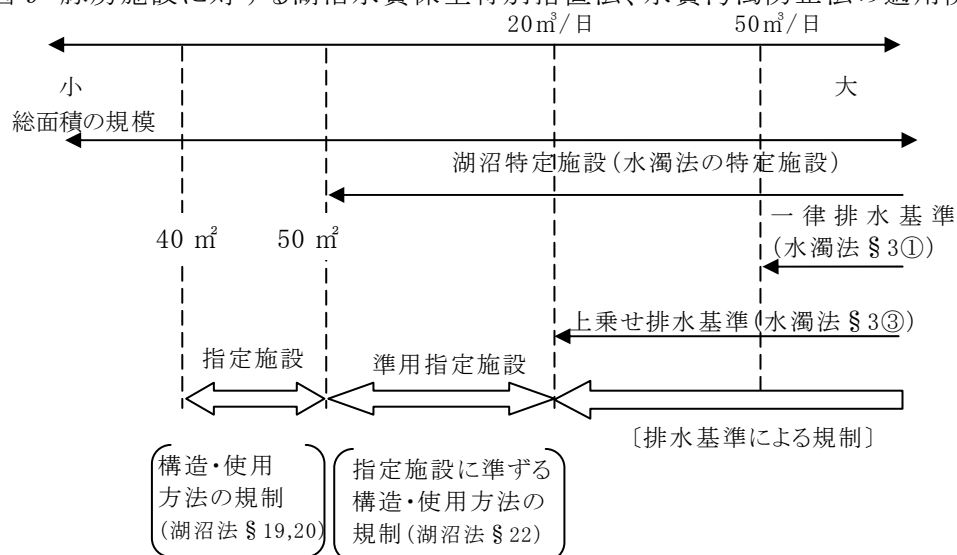 20㎥/日 50㎥/日
小 大
総面積の規模
湖沼特定施設(水濁法の特定施設)
40 ㎡ 50 ㎡
一律排水基準
(水濁法§3①)
上乗せ排水基準(水濁法§3③)
指定施設 準用指定施設
〔排水基準による規制〕
構造・使用
方法の規制
(湖沼法§19,20)
指定施設に準ずる
構造・使用方法の
規制(湖沼法§22)